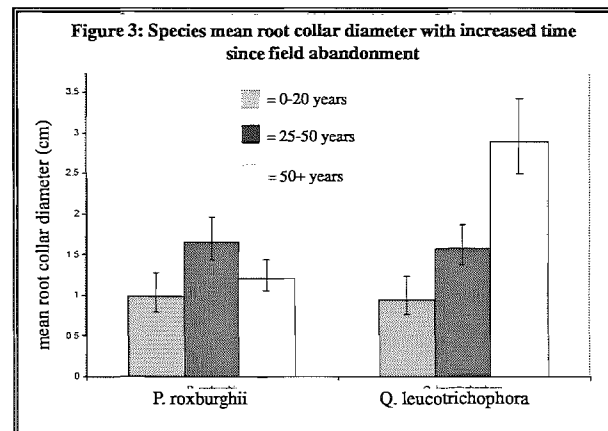 Figure 3: Species mean root collar diameter with increased time
since field abandonment
3.5
= 0-20 years
3
= 25-50 years
2.5
= 50+ years
2
1.5
1
0 5
0
mean root collar diameter (cm)
P. roxburghii
Q. leucotrichophora